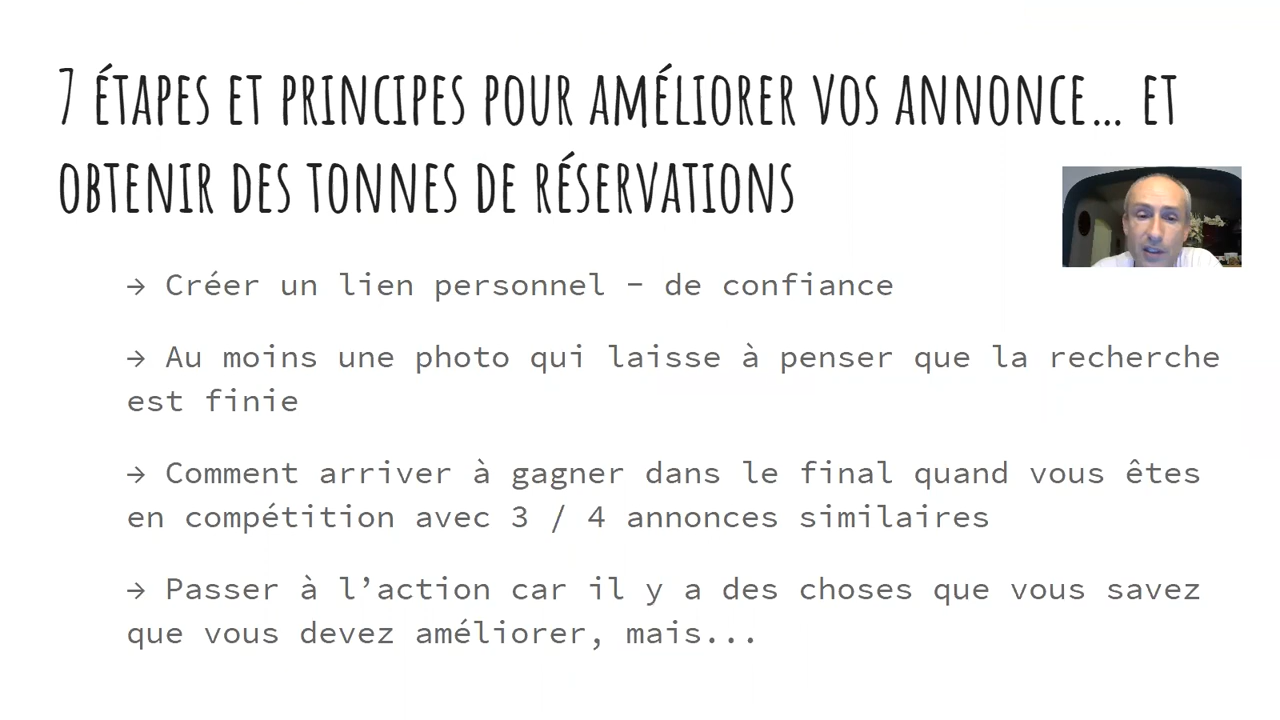 7 étapes et principes pour améliorer vos annonce... et
obtenir des tonnes de réservations
→ Créer un lien personnel – de confiance
→ Au moins une photo qui laisse à penser que la recherche
est finie
→ Comment arriver à gagner dans le final quand vous êtes
en compétition avec 3 / 4 annonces similaires
→ Passer à l’action car il y a des choses que vous savez
que vous devez améliorer, mais...